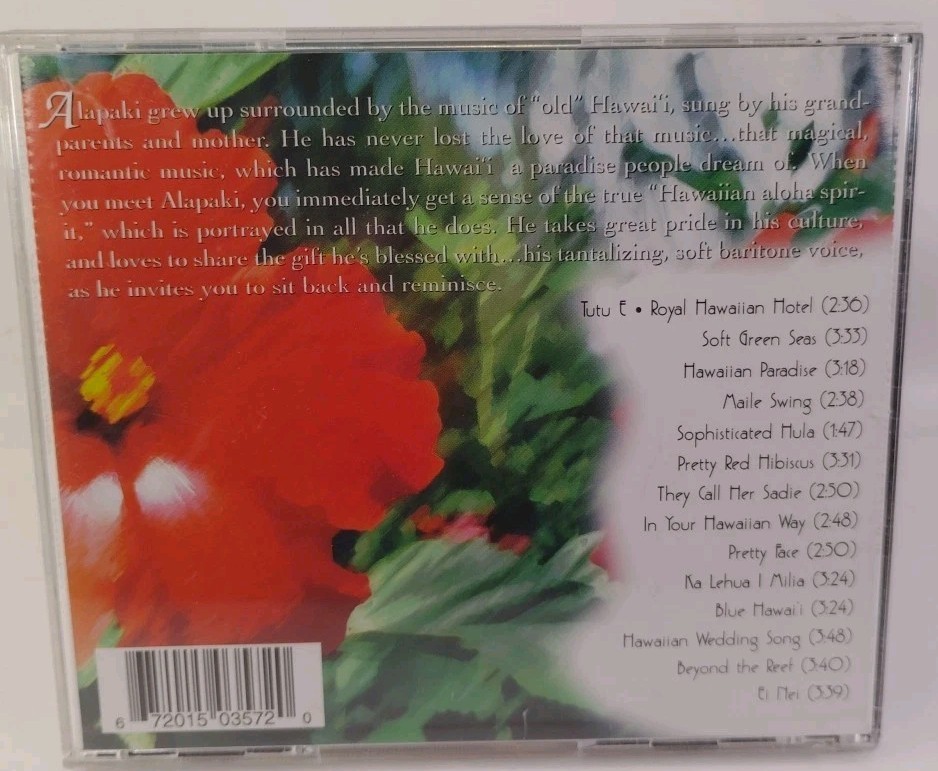 Alapaki grew up surrounded by the music of "old" Hawai'i, sung by his grand-
parents and mother. He has never lost the love of that music...that magical,
romantic music, which has made Hawai'i a paradise people dream of. When
you meet Alapaki, you immediately get a sense of the true "Hawaiian aloha spir-
it," which is portrayed in all that he does. He takes great pride in his culture,
and loves to share the gift he's blessed with...his tantalizing, soft baritone voice,
as he invites you to sit back and reminisce.
Tutu E • Royal Hawaiian Hotel (2:36)
Soft Green Seas (3:33)
Hawaiian Paradise (3:18)
Maile Swing (2:38)
Sophisticated Hula (1:47)
Pretty Red Hibiscus (3:31)
They Call Her Sadie (2:50)
In Your Hawaiian Way (2:48)
Pretty Face (2:50)
Ka Lehua I Milia (3:24)
Blue Hawai'i (3:24)
Hawaiian Wedding Song (3:48)
Beyond the Reef (3:40)
Ei Nei (3:39)
6 72015 03572 0